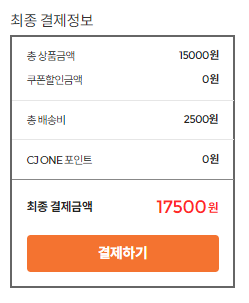 최종 결제정보
총 상품금액 15000원
쿠폰할인금액 0원
총 배송비 2500원
CJ ONE 포인트 0원
최종 결제금액 17500원
결제하기